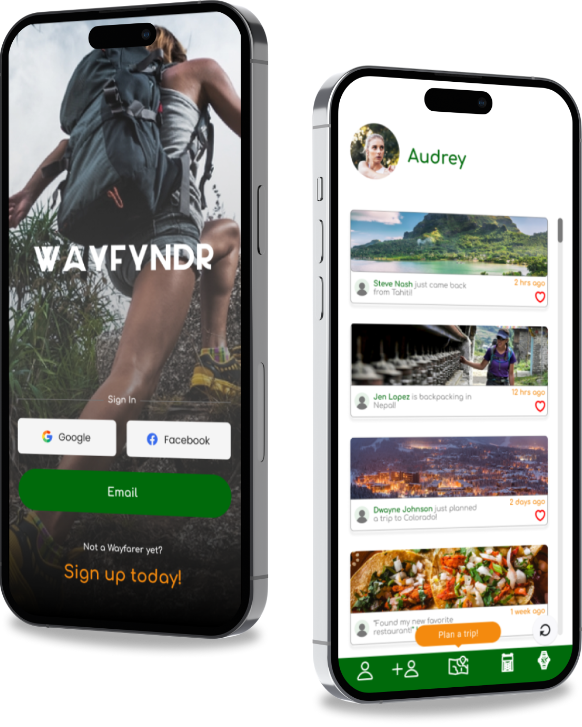 WAYFYNDR
Sign In
Google
Facebook
Email
Not a Wayfarer yet?
Sign up today!
Audrey
2 hrs ago
Steve Nash just came back
from Tahiti!
12 hrs ago
Jen Lopez is backpacking in
Nepal!
2 days ago
Dwayne Johnson just planned
a trip to Colorado!
1 week ago
"Found my new favorite
restaurant!"
Plan a trip!